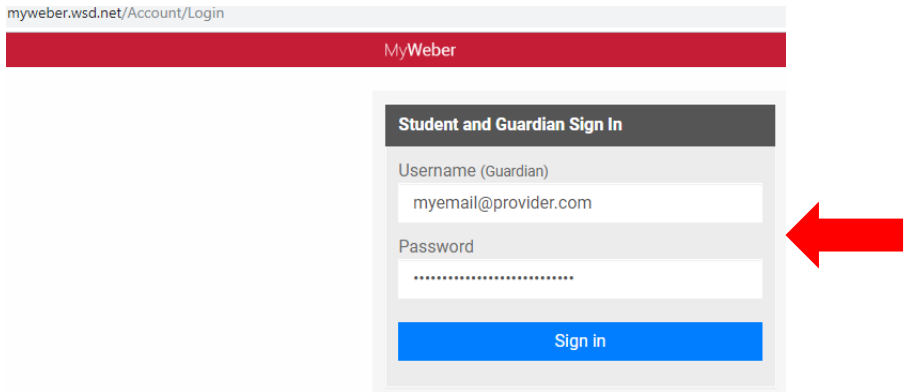 myweber.wsd.net/Account/Login
MyWeber
Student and Guardian Sign In
Username (Guardian)
myemail@provider.com
Password
••••••••••••••••••••••••••••
Sign in